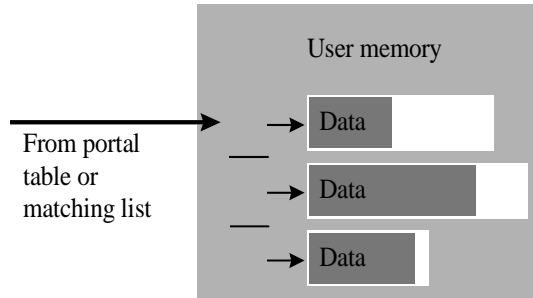 User memory
Data
From portal
table or
matching list
Data
Data